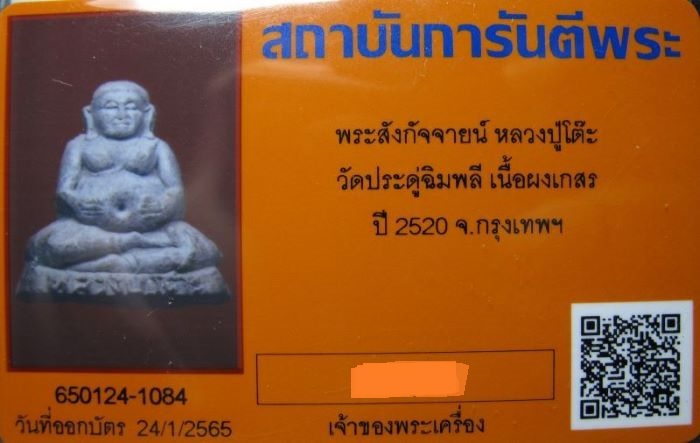 สถาบันการันตีพระ
พระสังกัจจายน์ หลวงปู่โต๊ะ
วัดประดู่ฉิมพลี เนื้อผงเกสร
ปี 2520 จ.กรุงเทพฯ
650124-1084
วันที่ออกบัตร 24/1/2565
เจ้าของพระเครื่อง